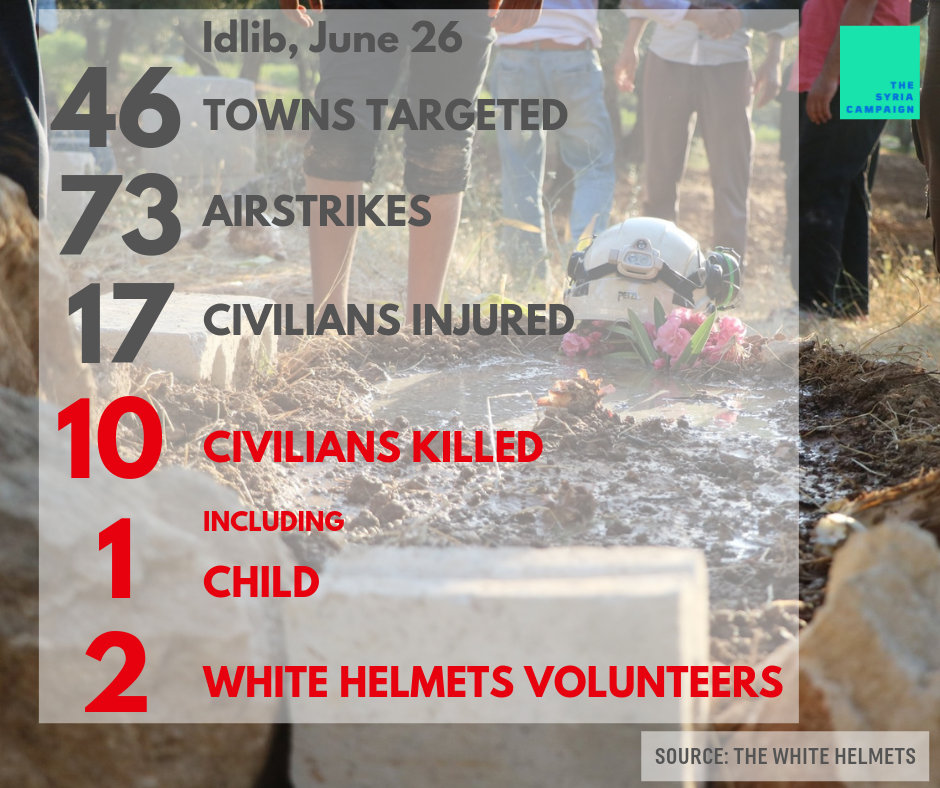 Idlib, June 26
46 TOWNS TARGETED
73 AIRSTRIKES
17 CIVILIANS INJURED
10 CIVILIANS KILLED
INCLUDING
1 CHILD
2 WHITE HELMETS VOLUNTEERS
THE
SYRIA
CAMPAIGN
SOURCE: THE WHITE HELMETS
PETZL